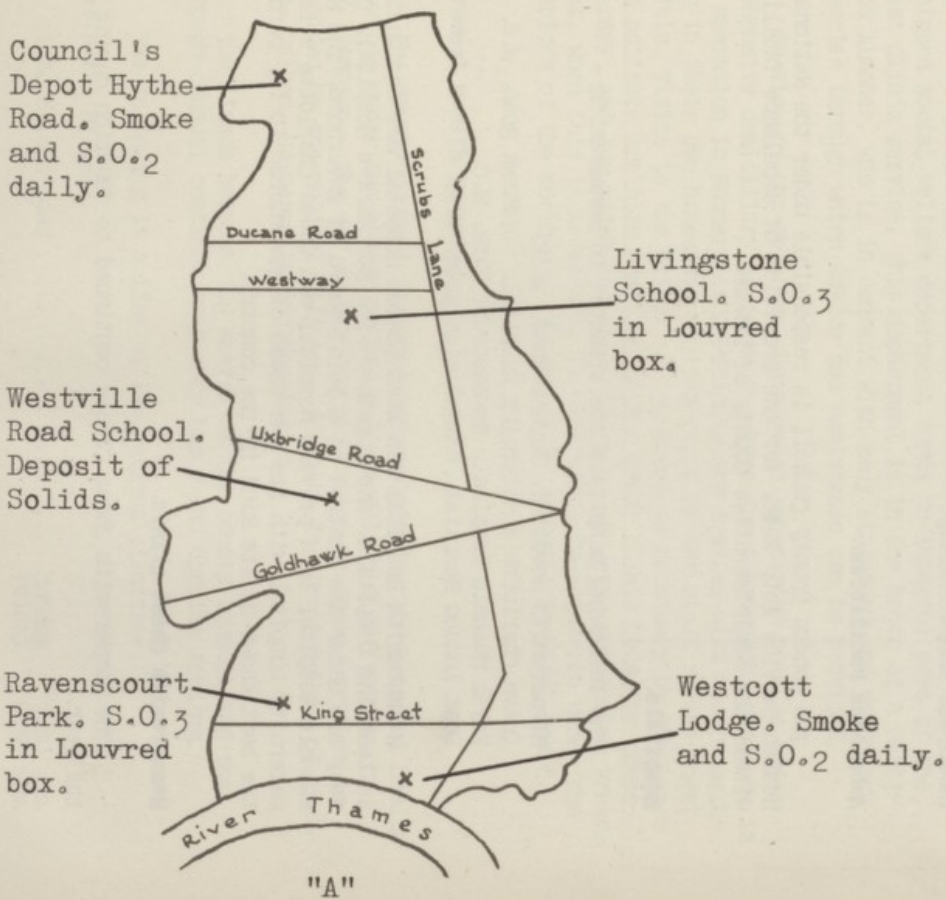 Council's
Depot Hythe
Road. Smoke
and S.O.2
daily.
Scrubs Lane
Ducane Road
Westway
Livingstone
School. S.O.3
in Louvred
box.
Westville
Road School.
Deposit of
Solids.
Uxbridge Road
Goldhawk Road
Ravenscourt
Park. S.O.3
in Louvred
box.
King Street
Westcott
Lodge. Smoke
and S.O.2 daily.
River Thames
"A"